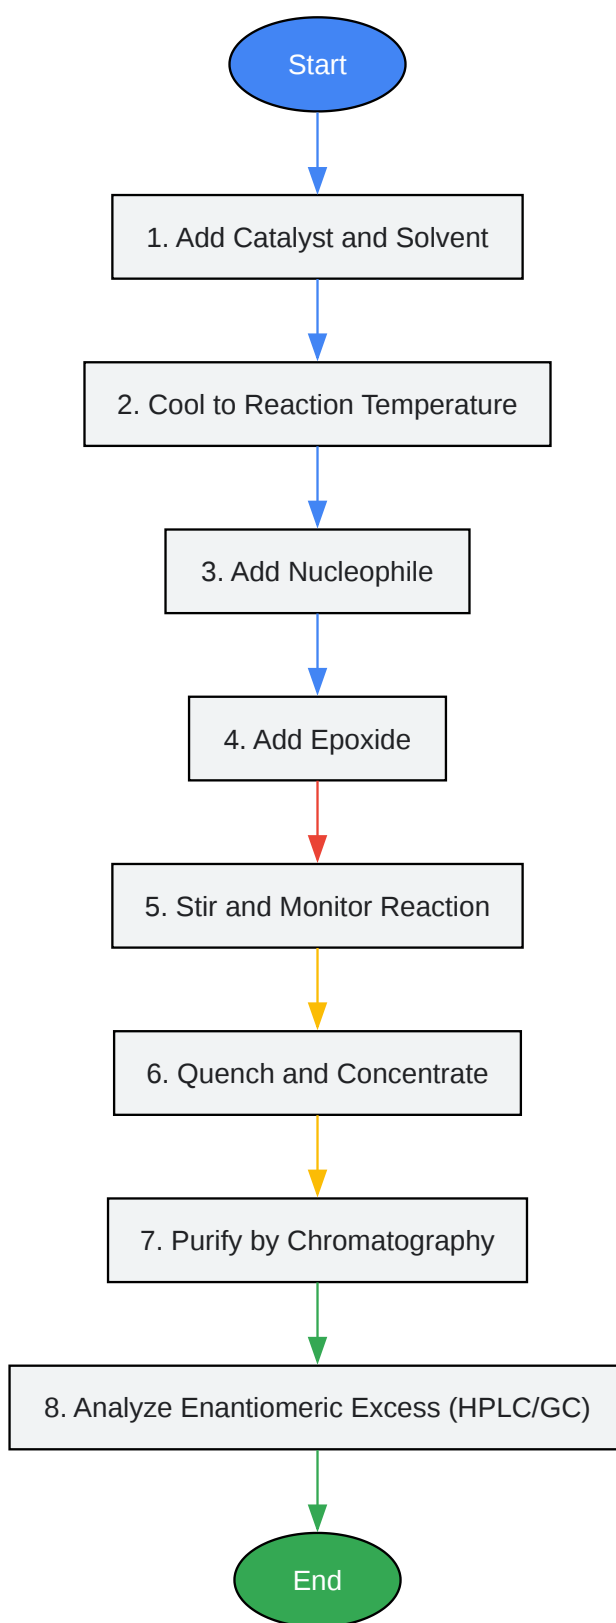 Start
1. Add Catalyst and Solvent
2. Cool to Reaction Temperature
3. Add Nucleophile
4. Add Epoxide
5. Stir and Monitor Reaction
6. Quench and Concentrate
7. Purify by Chromatography
8. Analyze Enantiomeric Excess (HPLC/GC)
End